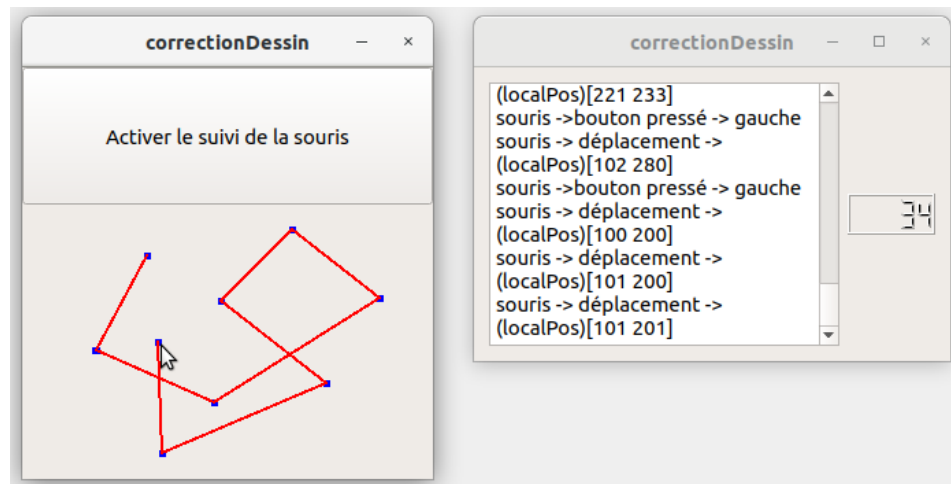 correctionDessin
Activer le suivi de la souris
correctionDessin
(localPos)[221 233]
souris ->bouton pressé -> gauche
souris -> déplacement ->
(localPos)[102 280]
souris ->bouton pressé -> gauche
souris -> déplacement ->
(localPos)[100 200]
souris -> déplacement ->
(localPos)[101 200]
souris -> déplacement ->
(localPos)[101 201]
34